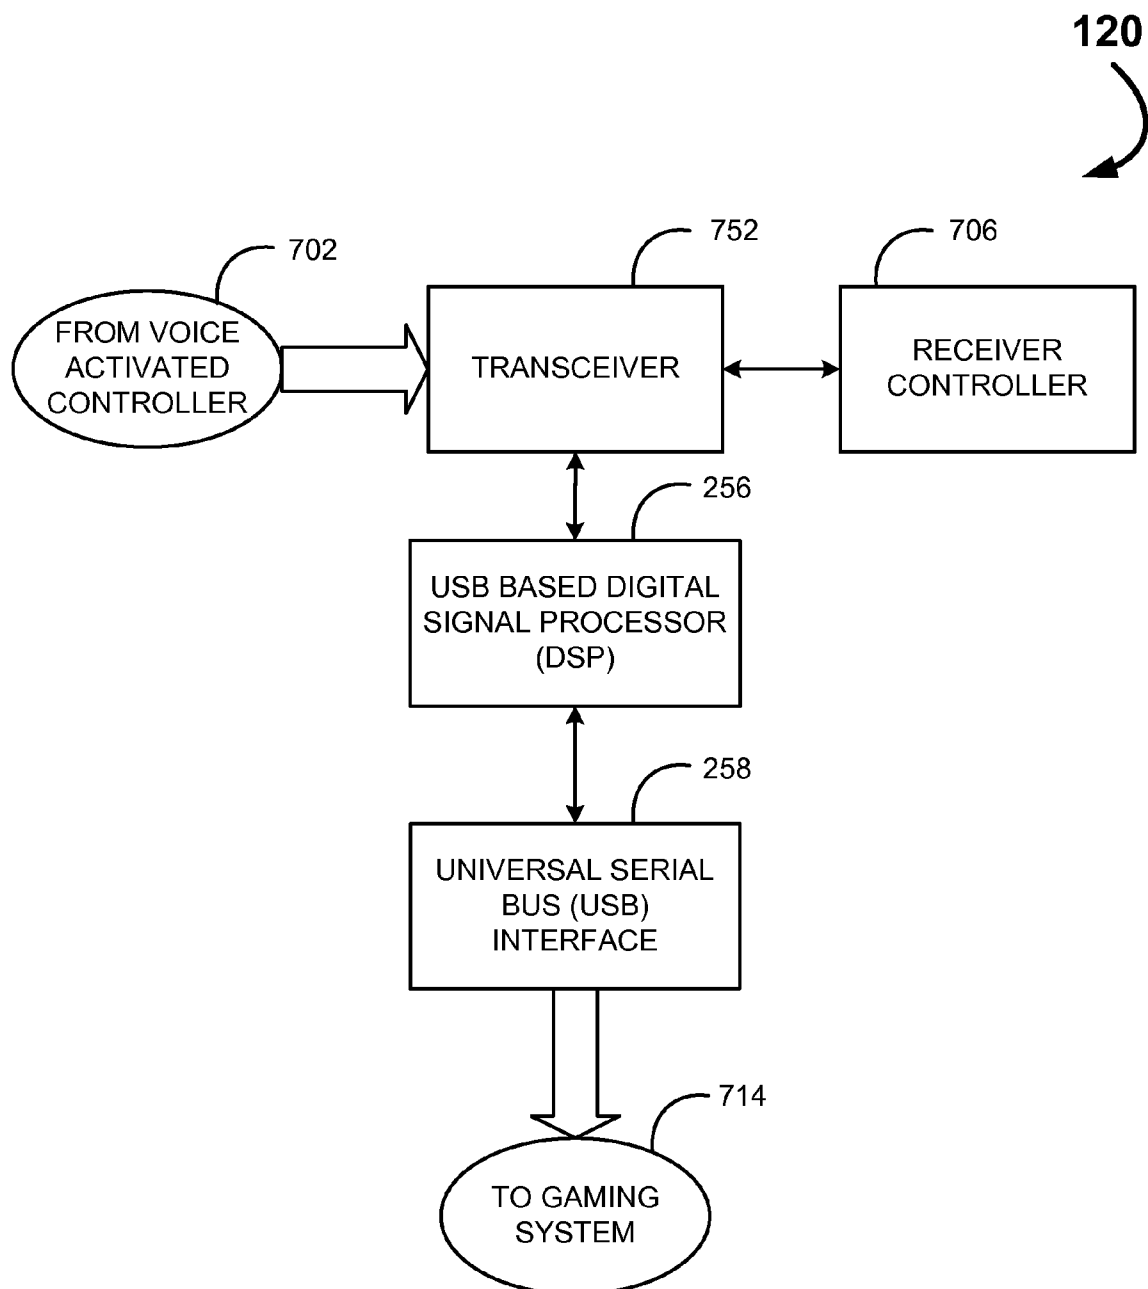 120
702
752
706
FROM VOICE
ACTIVATED
CONTROLLER
TRANSCEIVER
RECEIVER
CONTROLLER
256
USB BASED DIGITAL
SIGNAL PROCESSOR
(DSP)
258
UNIVERSAL SERIAL
BUS (USB)
INTERFACE
714
TO GAMING
SYSTEM